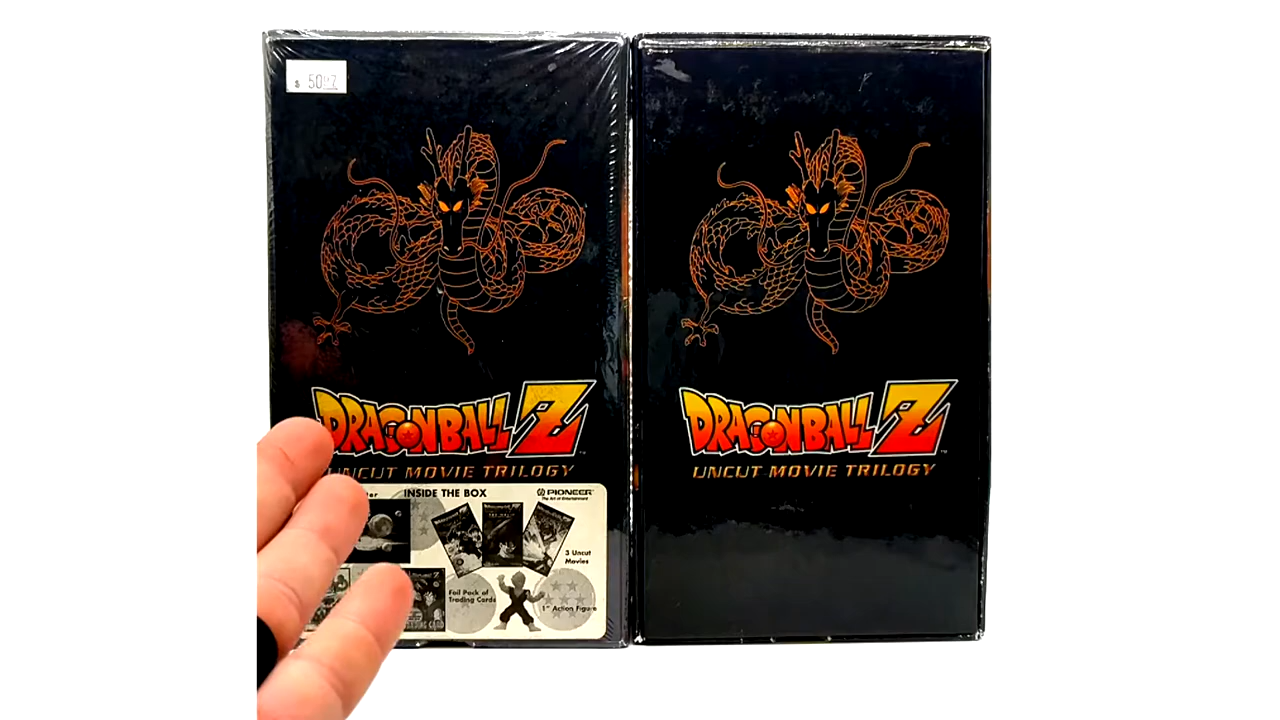 $ 5097
DRAGONBALL Z
UNCUT MOVIE TRILOGY
INSIDE THE BOX
PIONEER
The Art of Entertainment
3 Uncut
Movies
Foil Pack of
Trading Cards
1" Action Figure
DRAGONBALL Z
UNCUT MOVIE TRILOGY